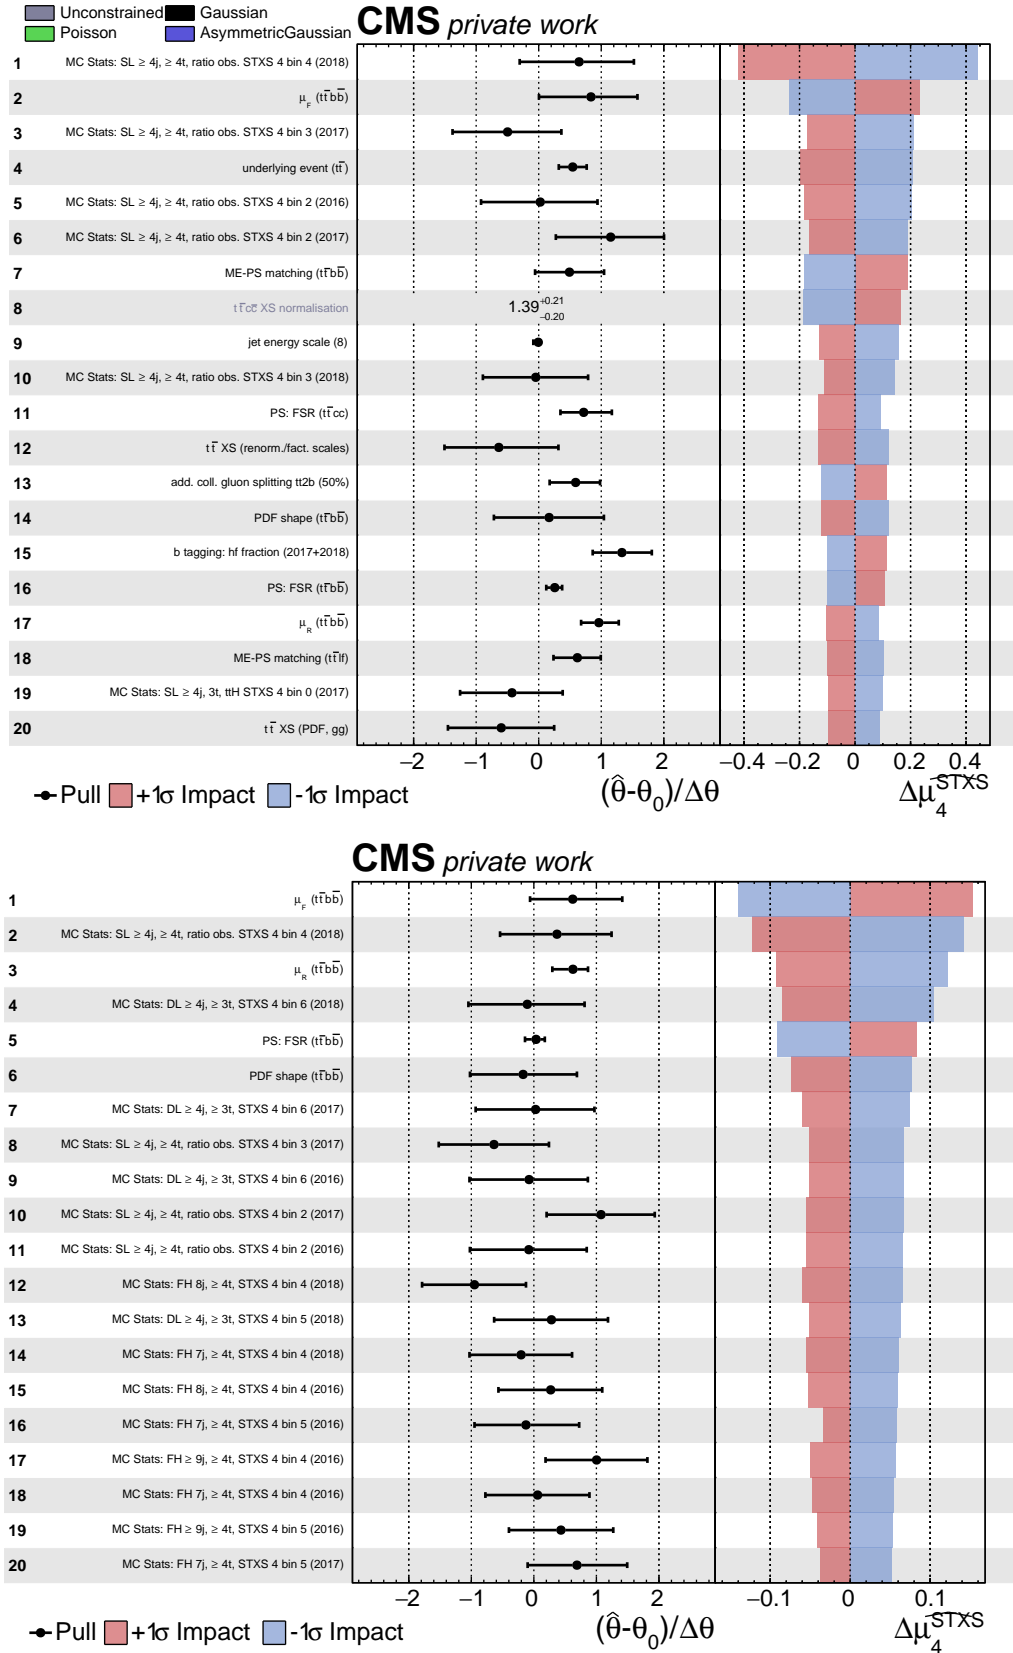 Unconstrained Gaussian
Poisson AsymmetricGaussian
CMS private work
1 MC Stats: SL ≥ 4j, ≥ 4t, ratio obs. STXS 4 bin 4 (2018)
2 μ_F (tt̄bb̄)
3 MC Stats: SL ≥ 4j, ≥ 4t, ratio obs. STXS 4 bin 3 (2017)
4 underlying event (tt̄)
5 MC Stats: SL ≥ 4j, ≥ 4t, ratio obs. STXS 4 bin 2 (2016)
6 MC Stats: SL ≥ 4j, ≥ 4t, ratio obs. STXS 4 bin 2 (2017)
7 ME-PS matching (tt̄bb̄)
8 tt̄cc̄ XS normalisation 1.39 +0.21 −0.20
9 jet energy scale (8)
10 MC Stats: SL ≥ 4j, ≥ 4t, ratio obs. STXS 4 bin 3 (2018)
11 PS: FSR (tt̄cc)
12 tt̄ XS (renorm./fact. scales)
13 add. coll. gluon splitting tt2b (50%)
14 PDF shape (tt̄bb̄)
15 b tagging: hf fraction (2017+2018)
16 PS: FSR (tt̄bb̄)
17 μ_R (tt̄bb̄)
18 ME-PS matching (tt̄lf)
19 MC Stats: SL ≥ 4j, 3t, ttH STXS 4 bin 0 (2017)
20 tt̄ XS (PDF, gg)
−2 −1 0 1 2 −0.4 −0.2 0 0.2 0.4
Pull +1σ Impact -1σ Impact (θ̂-θ₀)/Δθ Δμ̂₄^STXS
CMS private work
1 μ_F (tt̄bb̄)
2 MC Stats: SL ≥ 4j, ≥ 4t, ratio obs. STXS 4 bin 4 (2018)
3 μ_R (tt̄bb̄)
4 MC Stats: DL ≥ 4j, ≥ 3t, STXS 4 bin 6 (2018)
5 PS: FSR (tt̄bb̄)
6 PDF shape (tt̄bb̄)
7 MC Stats: DL ≥ 4j, ≥ 3t, STXS 4 bin 6 (2017)
8 MC Stats: SL ≥ 4j, ≥ 4t, ratio obs. STXS 4 bin 3 (2017)
9 MC Stats: DL ≥ 4j, ≥ 3t, STXS 4 bin 6 (2016)
10 MC Stats: SL ≥ 4j, ≥ 4t, ratio obs. STXS 4 bin 2 (2017)
11 MC Stats: SL ≥ 4j, ≥ 4t, ratio obs. STXS 4 bin 2 (2016)
12 MC Stats: FH 8j, ≥ 4t, STXS 4 bin 4 (2018)
13 MC Stats: DL ≥ 4j, ≥ 3t, STXS 4 bin 5 (2018)
14 MC Stats: FH 7j, ≥ 4t, STXS 4 bin 4 (2018)
15 MC Stats: FH 8j, ≥ 4t, STXS 4 bin 4 (2016)
16 MC Stats: FH 7j, ≥ 4t, STXS 4 bin 5 (2016)
17 MC Stats: FH ≥ 9j, ≥ 4t, STXS 4 bin 4 (2016)
18 MC Stats: FH 7j, ≥ 4t, STXS 4 bin 4 (2016)
19 MC Stats: FH ≥ 9j, ≥ 4t, STXS 4 bin 5 (2016)
20 MC Stats: FH 7j, ≥ 4t, STXS 4 bin 5 (2017)
−2 −1 0 1 2 −0.1 0 0.1
Pull +1σ Impact -1σ Impact (θ̂-θ₀)/Δθ Δμ̂₄^STXS